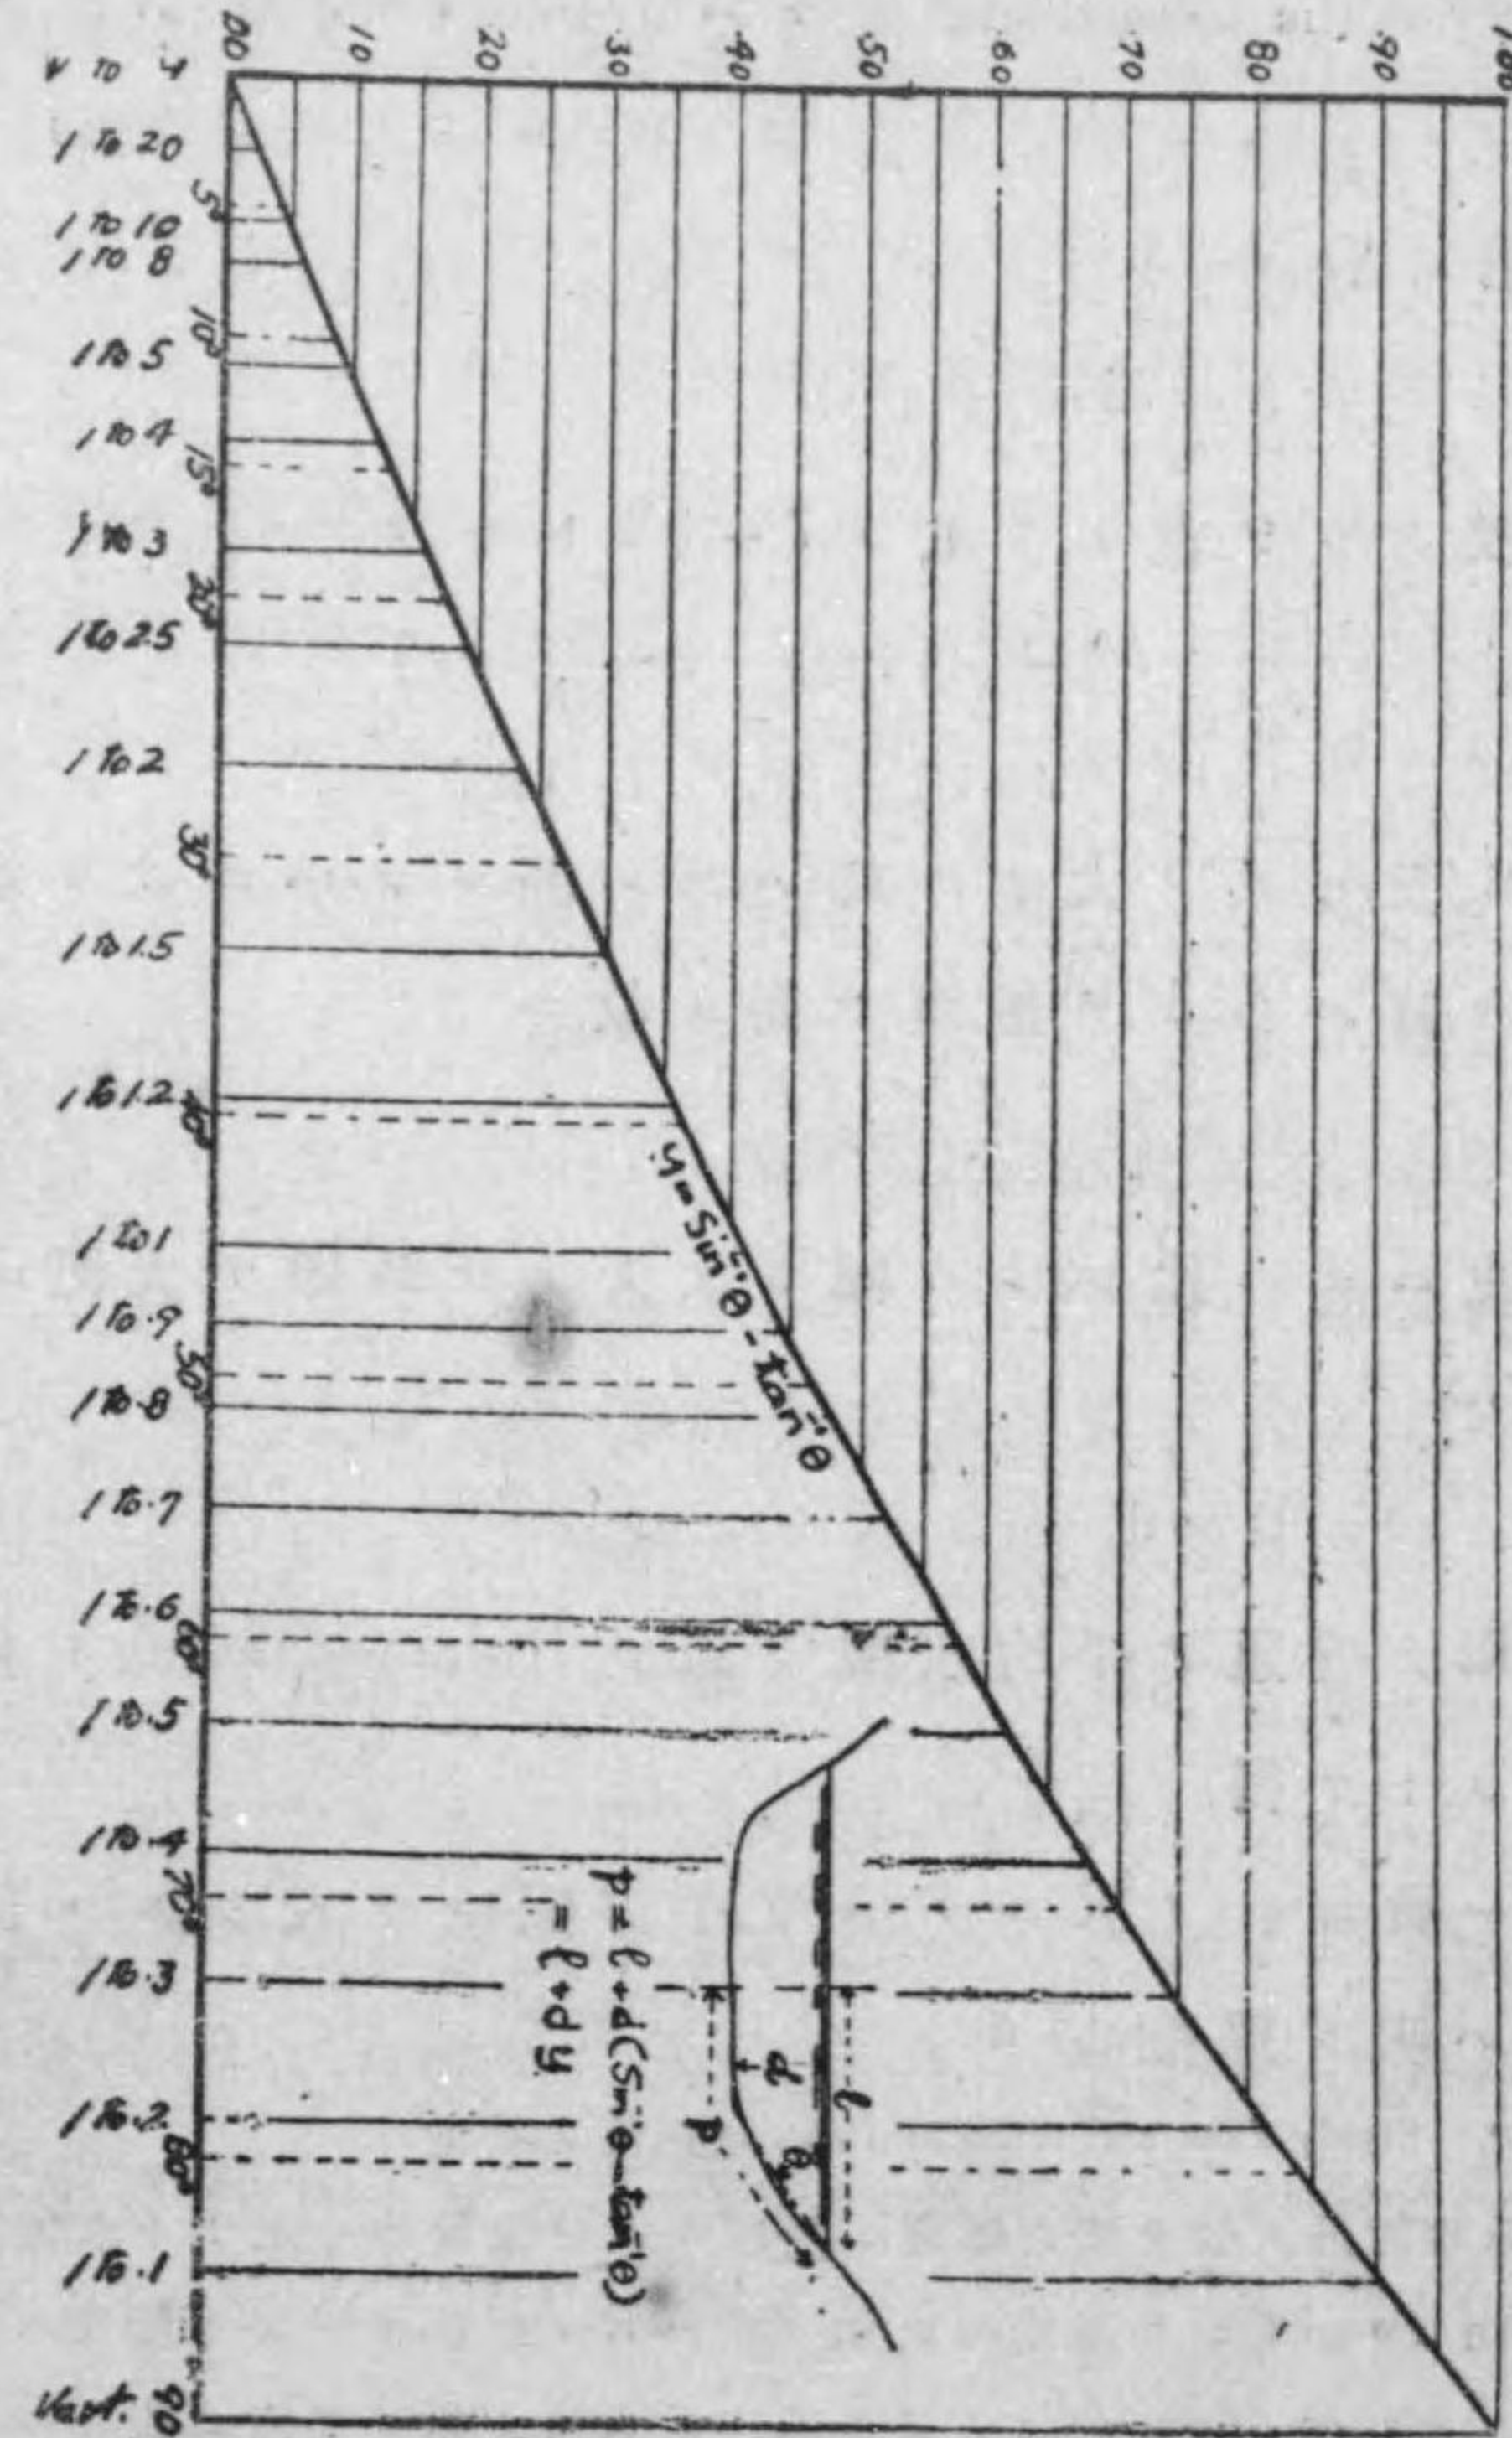 .00
.10
.20
.30
.40
.50
.60
.70
.80
.90
1.00
V TO H
1 TO 20
5°
1 TO 10
1 TO 8
10°
1 TO 5
1 TO 4
15°
1 TO 3
20°
1 TO 2.5
1 TO 2
30°
1 TO 1.5
1 TO 1.2
40°
1 TO 1
1 TO .9
50°
1 TO .8
1 TO .7
1 TO .6
60°
1 TO .5
1 TO .4
70°
1 TO .3
1 TO .2
80°
1 TO .1
Vert. 90
y = Sin⁻¹θ - tan⁻¹θ
p = l + d (Sin⁻¹θ - tan⁻¹θ)
= l + dy
l
d
θ
p